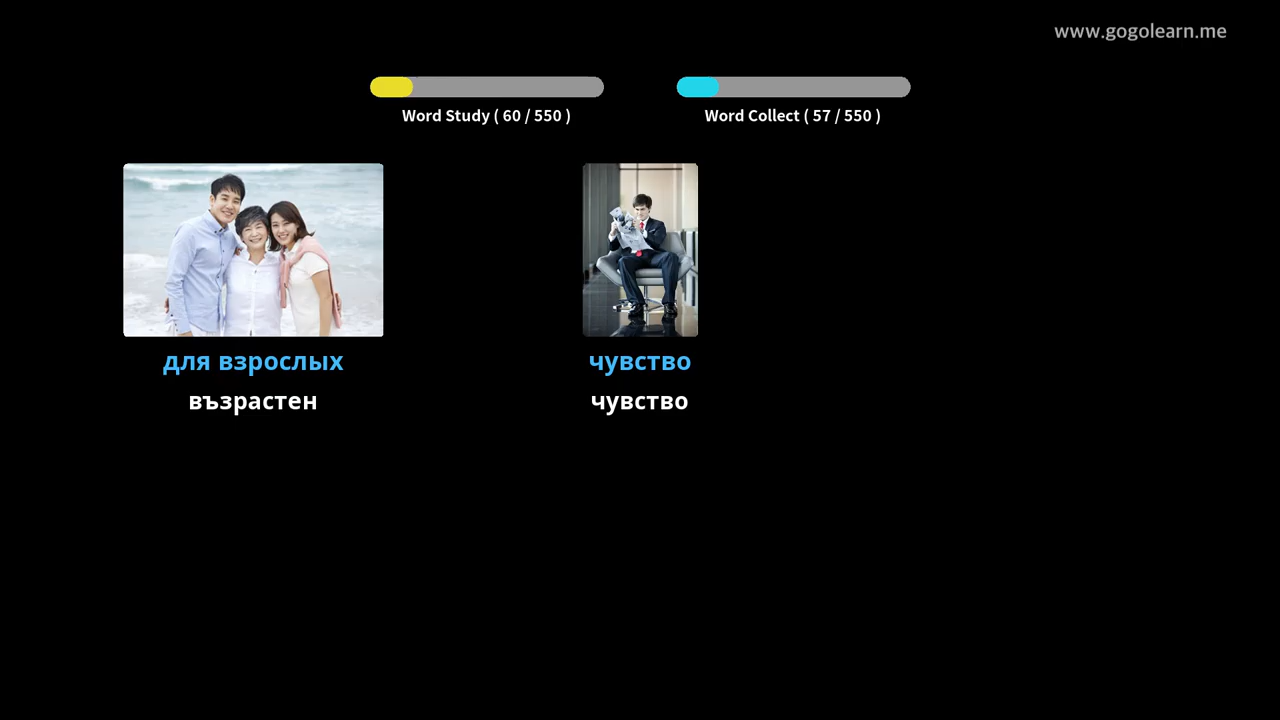 www.gogolearn.me
Word Study ( 60 / 550 )
Word Collect ( 57 / 550 )
для взрослых
възрастен
чувство
чувство